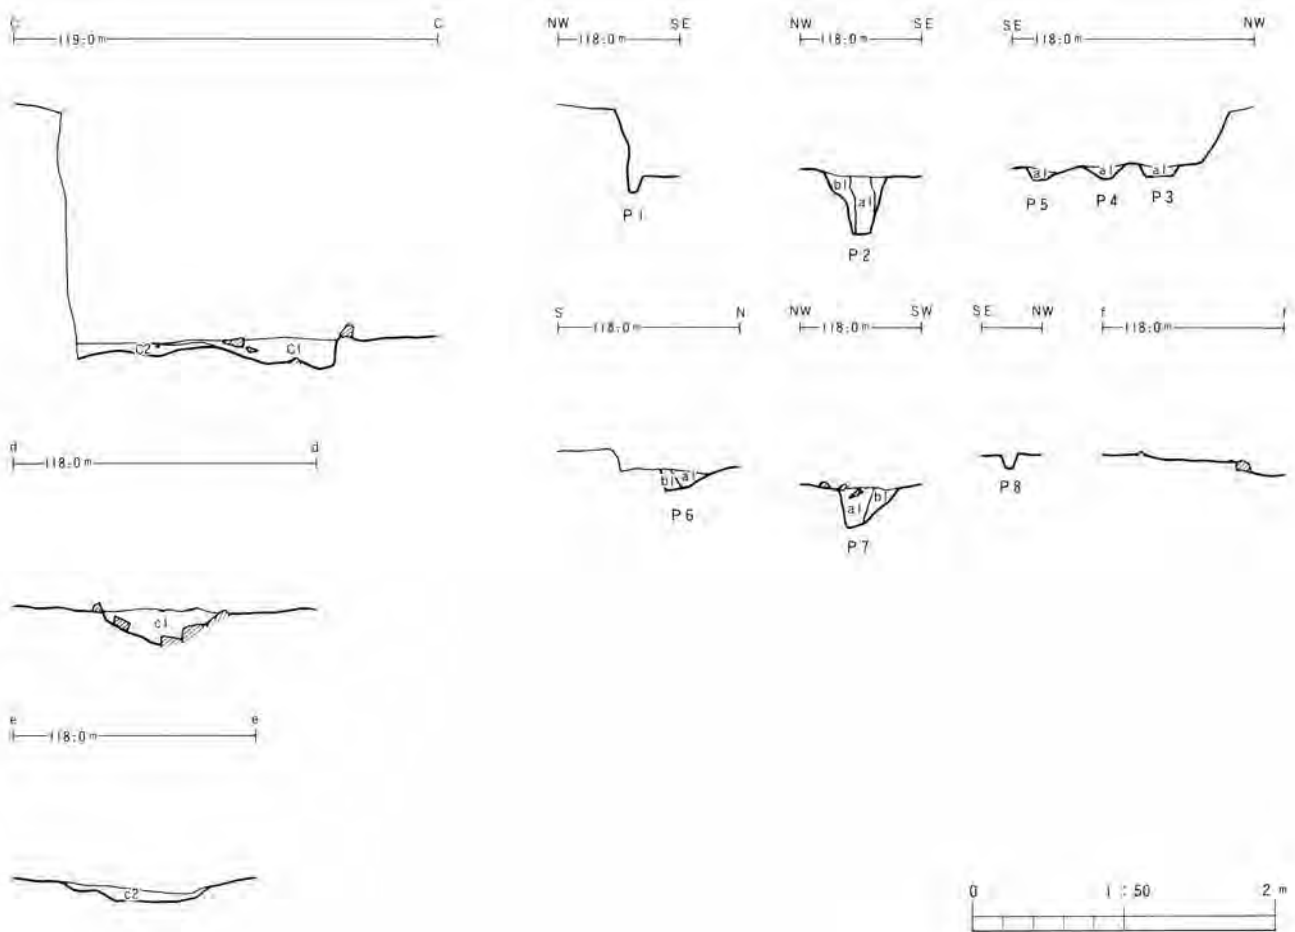 C C
119.0m
NW SE
118.0m
P1
NW SE
118.0m
b1 a1
P2
SE NW
118.0m
a1 a1 a1
P5 P4 P3
C2 C1
S N
118.0m
b1 a1
P6
NW SW
118.0m
a1 b1
P7
SE NW
P8
f f
118.0m
d d
118.0m
c1
e e
118.0m
c2
0 1:50 2m